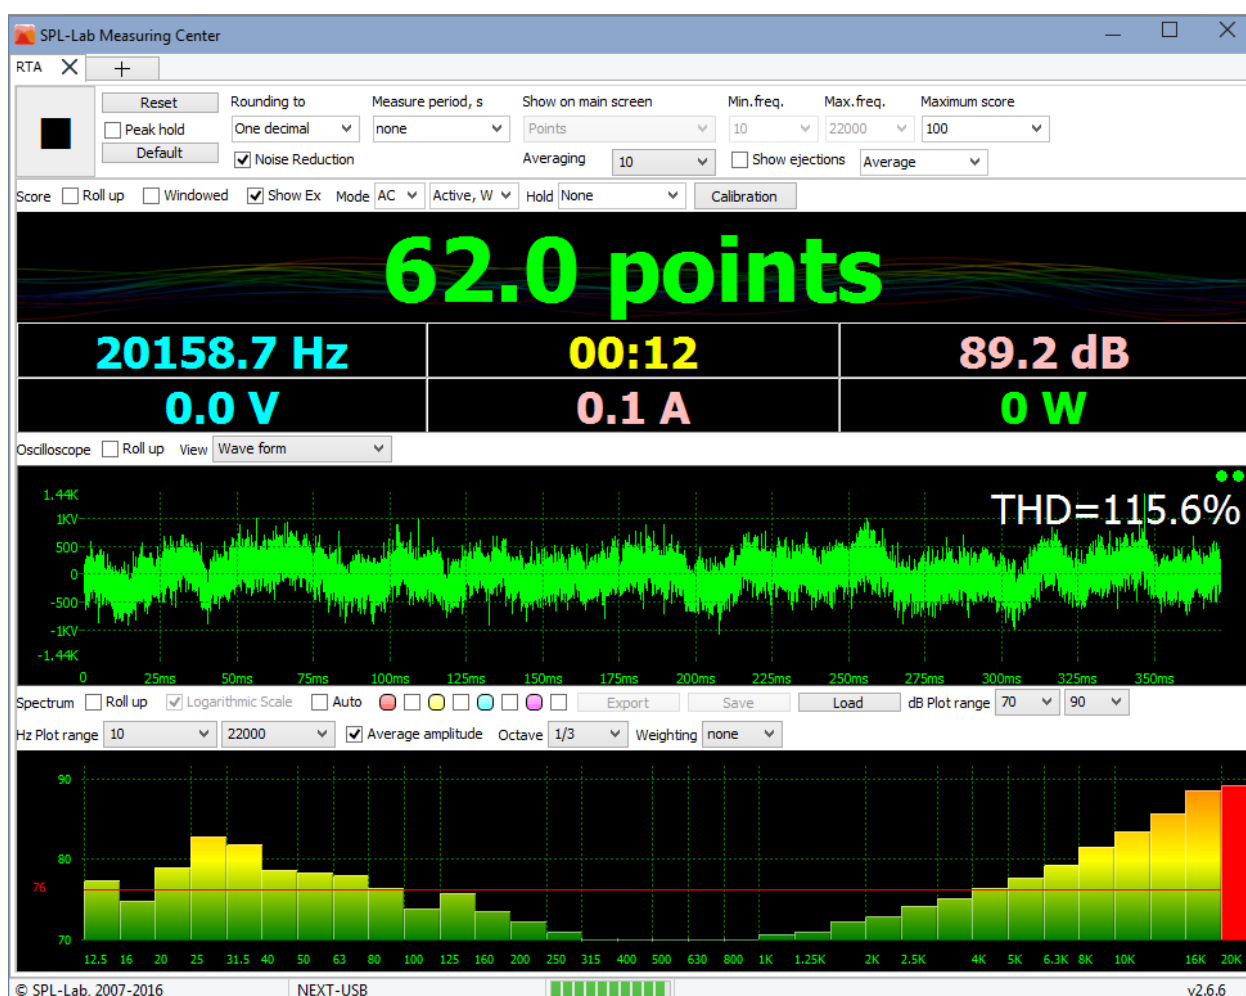 SPL-Lab Measuring Center
RTA
Reset Rounding to Measure period, s Show on main screen Min.freq. Max.freq. Maximum score
Peak hold One decimal none Points 10 22000 100
Default Noise Reduction Averaging 10 Show ejections Average
Score Roll up Windowed Show Ex Mode AC Active, W Hold None Calibration
62.0 points
20158.7 Hz 00:12 89.2 dB
0.0 V 0.1 A 0 W
Oscilloscope Roll up View Wave form
THD=115.6%
1.44K
1KV
500
0
-500
-1KV
-1.44K
0 25ms 50ms 75ms 100ms 125ms 150ms 175ms 200ms 225ms 250ms 275ms 300ms 325ms 350ms
Spectrum Roll up Logarithmic Scale Auto Export Save Load dB Plot range 70 90
Hz Plot range 10 22000 Average amplitude Octave 1/3 Weighting none
90
80
76
70
12.5 16 20 25 31.5 40 50 63 80 100 125 160 200 250 315 400 500 630 800 1K 1.25K 2K 2.5K 4K 5K 6.3K 8K 10K 16K 20K
© SPL-Lab, 2007-2016 NEXT-USB v2.6.6